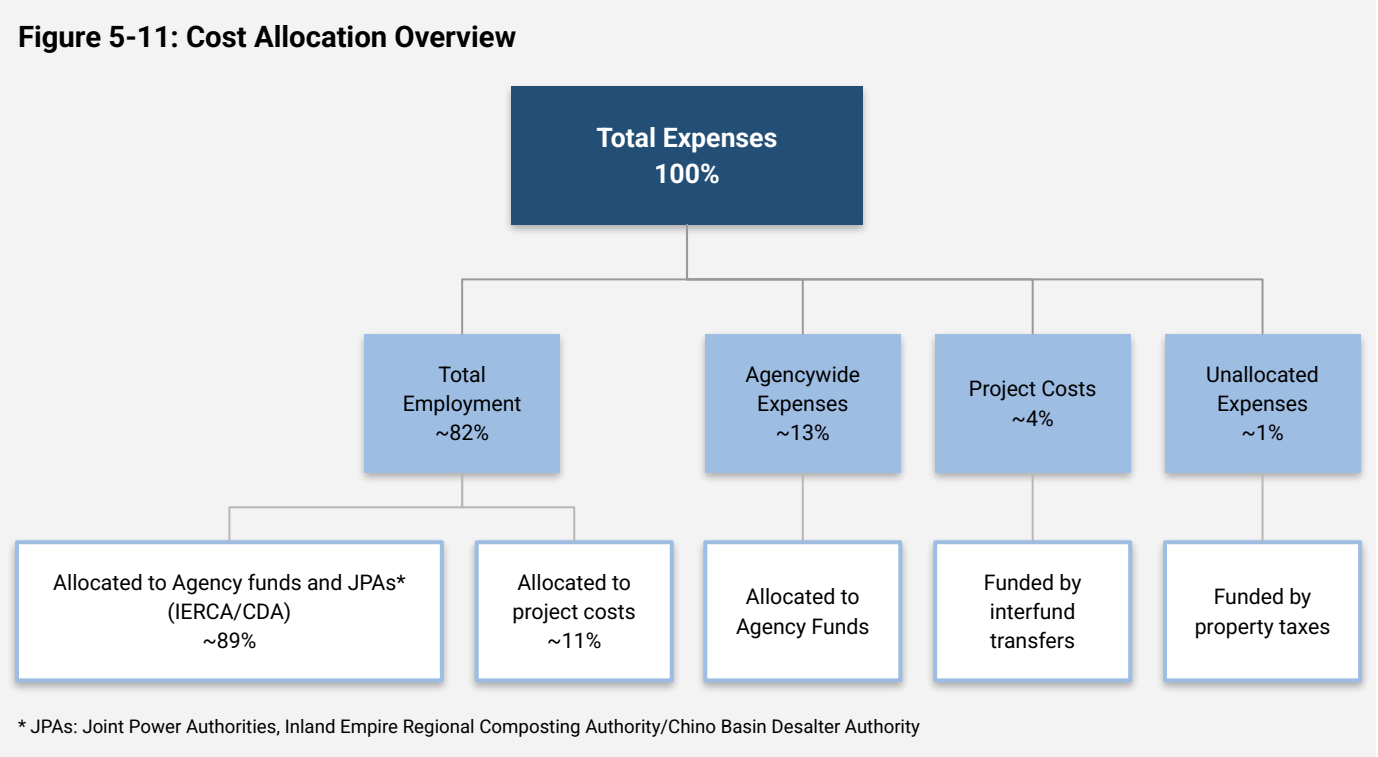 Figure 5-11: Cost Allocation Overview
Total Expenses
100%
Total
Employment
~82%
Agencywide
Expenses
~13%
Project Costs
~4%
Unallocated
Expenses
~1%
Allocated to Agency funds and JPAs*
(IERCA/CDA)
~89%
Allocated to
project costs
~11%
Allocated to
Agency Funds
Funded by
interfund
transfers
Funded by
property taxes
* JPAs: Joint Power Authorities, Inland Empire Regional Composting Authority/Chino Basin Desalter Authority